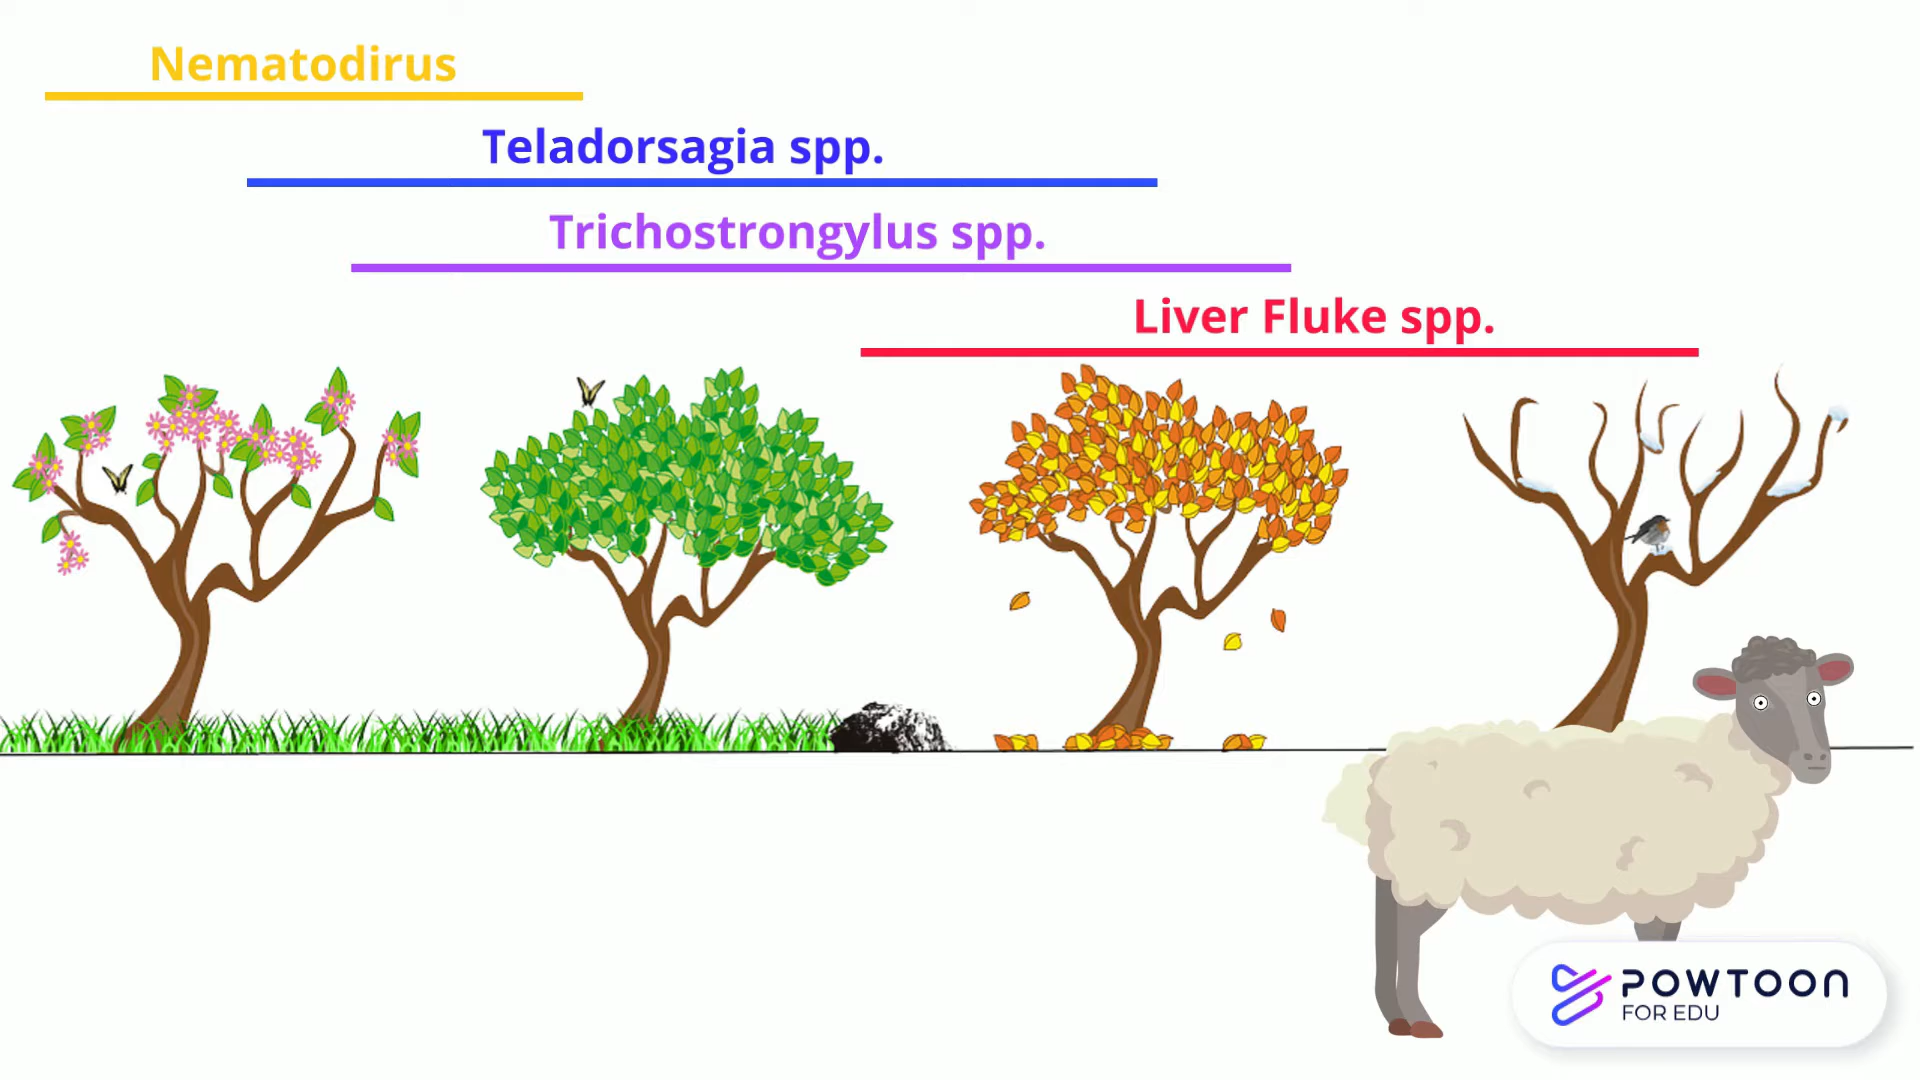 Nematodirus
Teladorsagia spp.
Trichostrongylus spp.
Liver Fluke spp.
POWTOON
FOR EDU